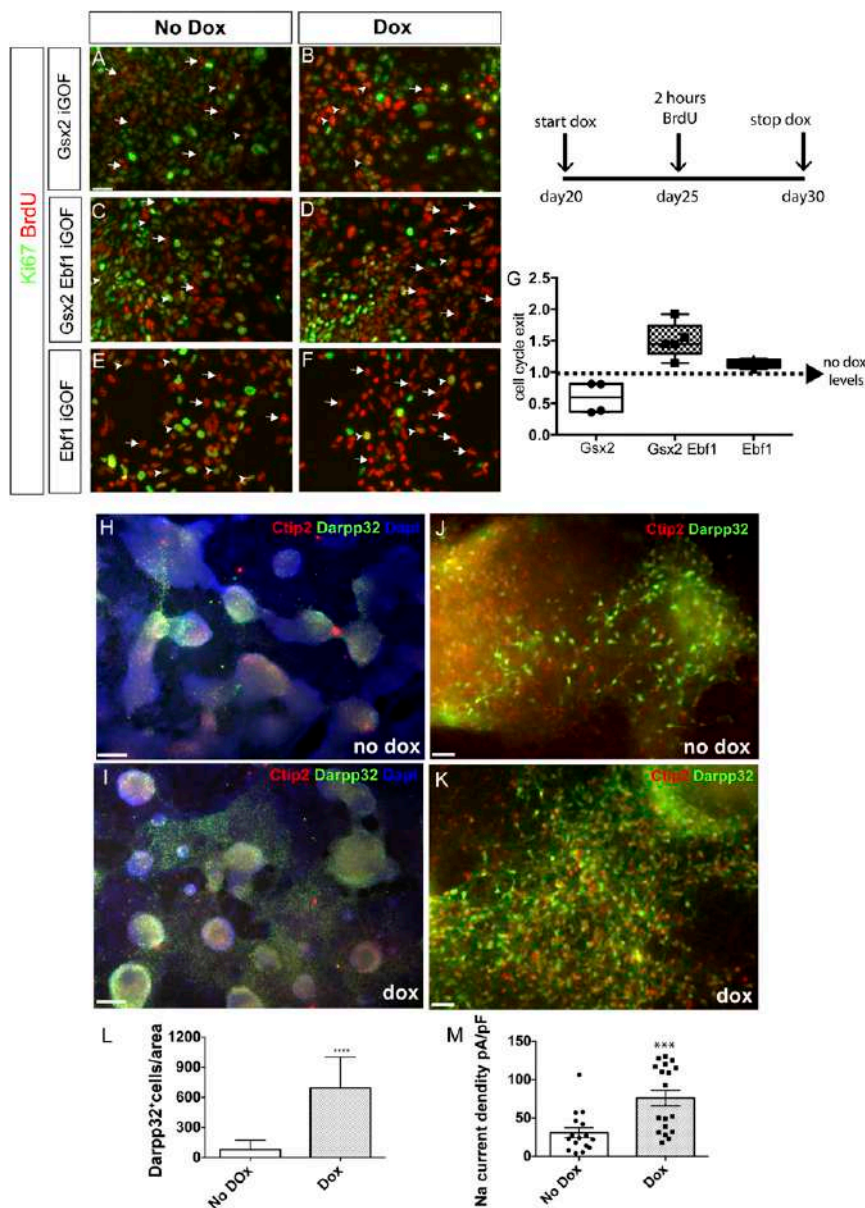 No Dox
Dox
Ki67 BrdU
Gsx2 iGOF
A
B
Gsx2 Ebf1 iGOF
C
D
Ebf1 iGOF
E
F
2 hours
start dox
BrdU
stop dox
day20
day25
day30
G
cell cycle exit
2.5
2.0
1.5
1.0
0.5
0.0
no dox
levels
Gsx2
Gsx2 Ebf1
Ebf1
H
Ctip2 Darpp32 Dapi
no dox
J
Ctip2 Darpp32
no dox
I
Ctip2 Darpp32 Dapi
dox
K
Ctip2 Darpp32
dox
L
Darpp32+cells/area
1200
900
600
300
0
****
No DOx
Dox
M
Na current dendity pA/pF
150
100
50
0
***
No Dox
Dox